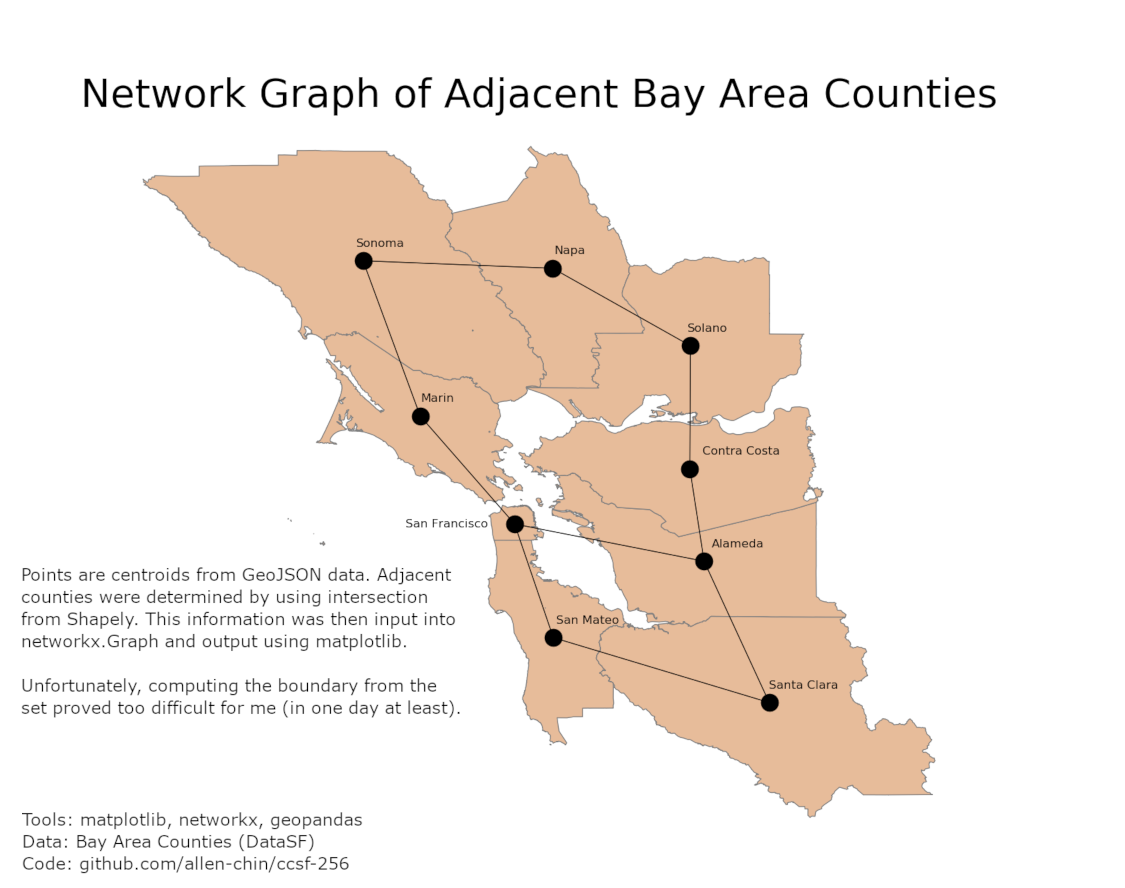 Network Graph of Adjacent Bay Area Counties
Sonoma
Napa
Solano
Marin
Contra Costa
San Francisco
Alameda
Points are centroids from GeoJSON data. Adjacent
counties were determined by using intersection
from Shapely. This information was then input into
networkx.Graph and output using matplotlib.
San Mateo
Santa Clara
Unfortunately, computing the boundary from the
set proved too difficult for me (in one day at least).
Tools: matplotlib, networkx, geopandas
Data: Bay Area Counties (DataSF)
Code: github.com/allen-chin/ccsf-256